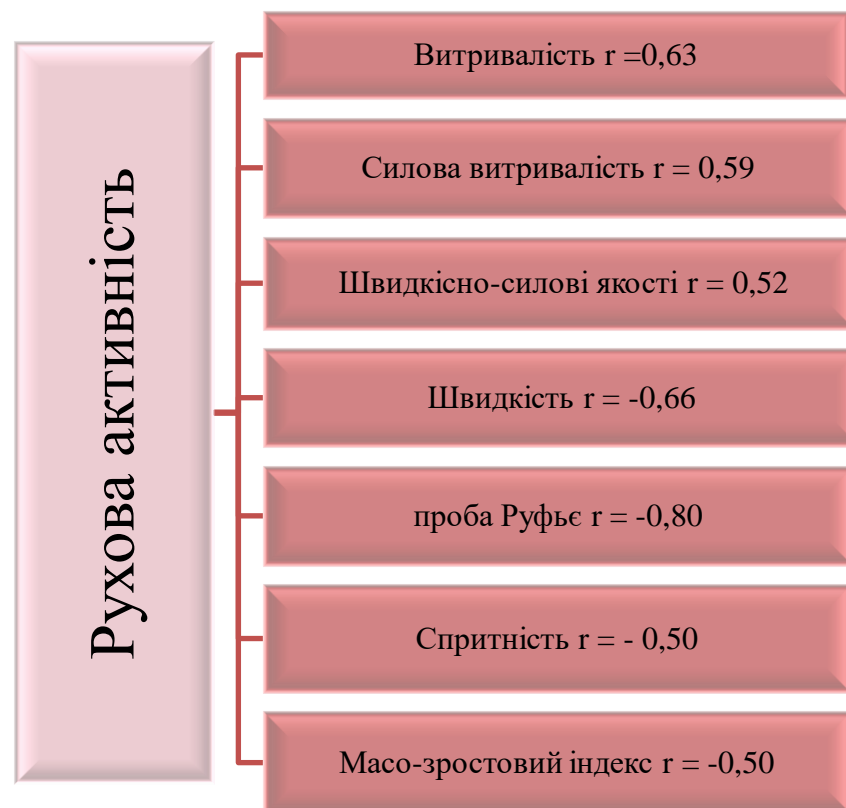 Рухова активність
Витривалість r =0,63
Силова витривалість r = 0,59
Швидкісно-силові якості r = 0,52
Швидкість r = -0,66
проба Руфьє r = -0,80
Спритність r = - 0,50
Масо-зростовий індекс r = -0,50